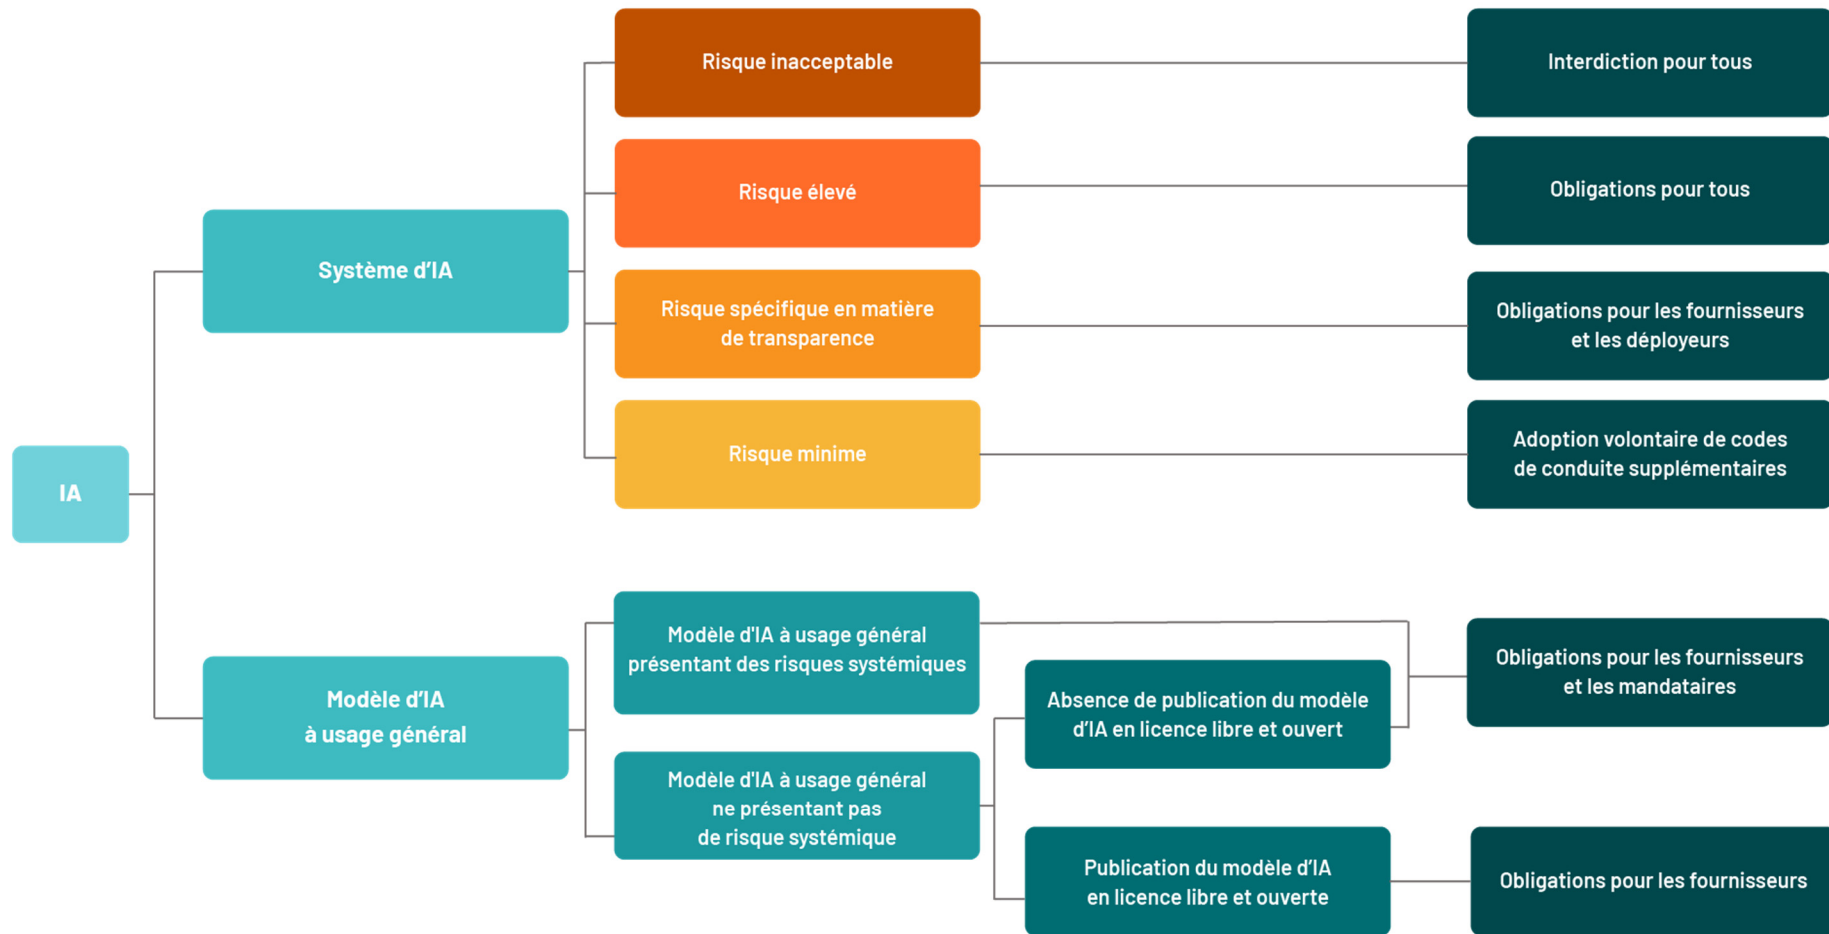 Risque inacceptable
Interdiction pour tous
Risque élevé
Obligations pour tous
Système d’IA
Risque spécifique en matière
de transparence
Obligations pour les fournisseurs
et les déployeurs
Risque minime
Adoption volontaire de codes
de conduite supplémentaires
IA
Modèle d'IA à usage général
présentant des risques systémiques
Obligations pour les fournisseurs
et les mandataires
Modèle d’IA
à usage général
Absence de publication du modèle
d’IA en licence libre et ouvert
Modèle d'IA à usage général
ne présentant pas
de risque systémique
Publication du modèle d’IA
en licence libre et ouverte
Obligations pour les fournisseurs